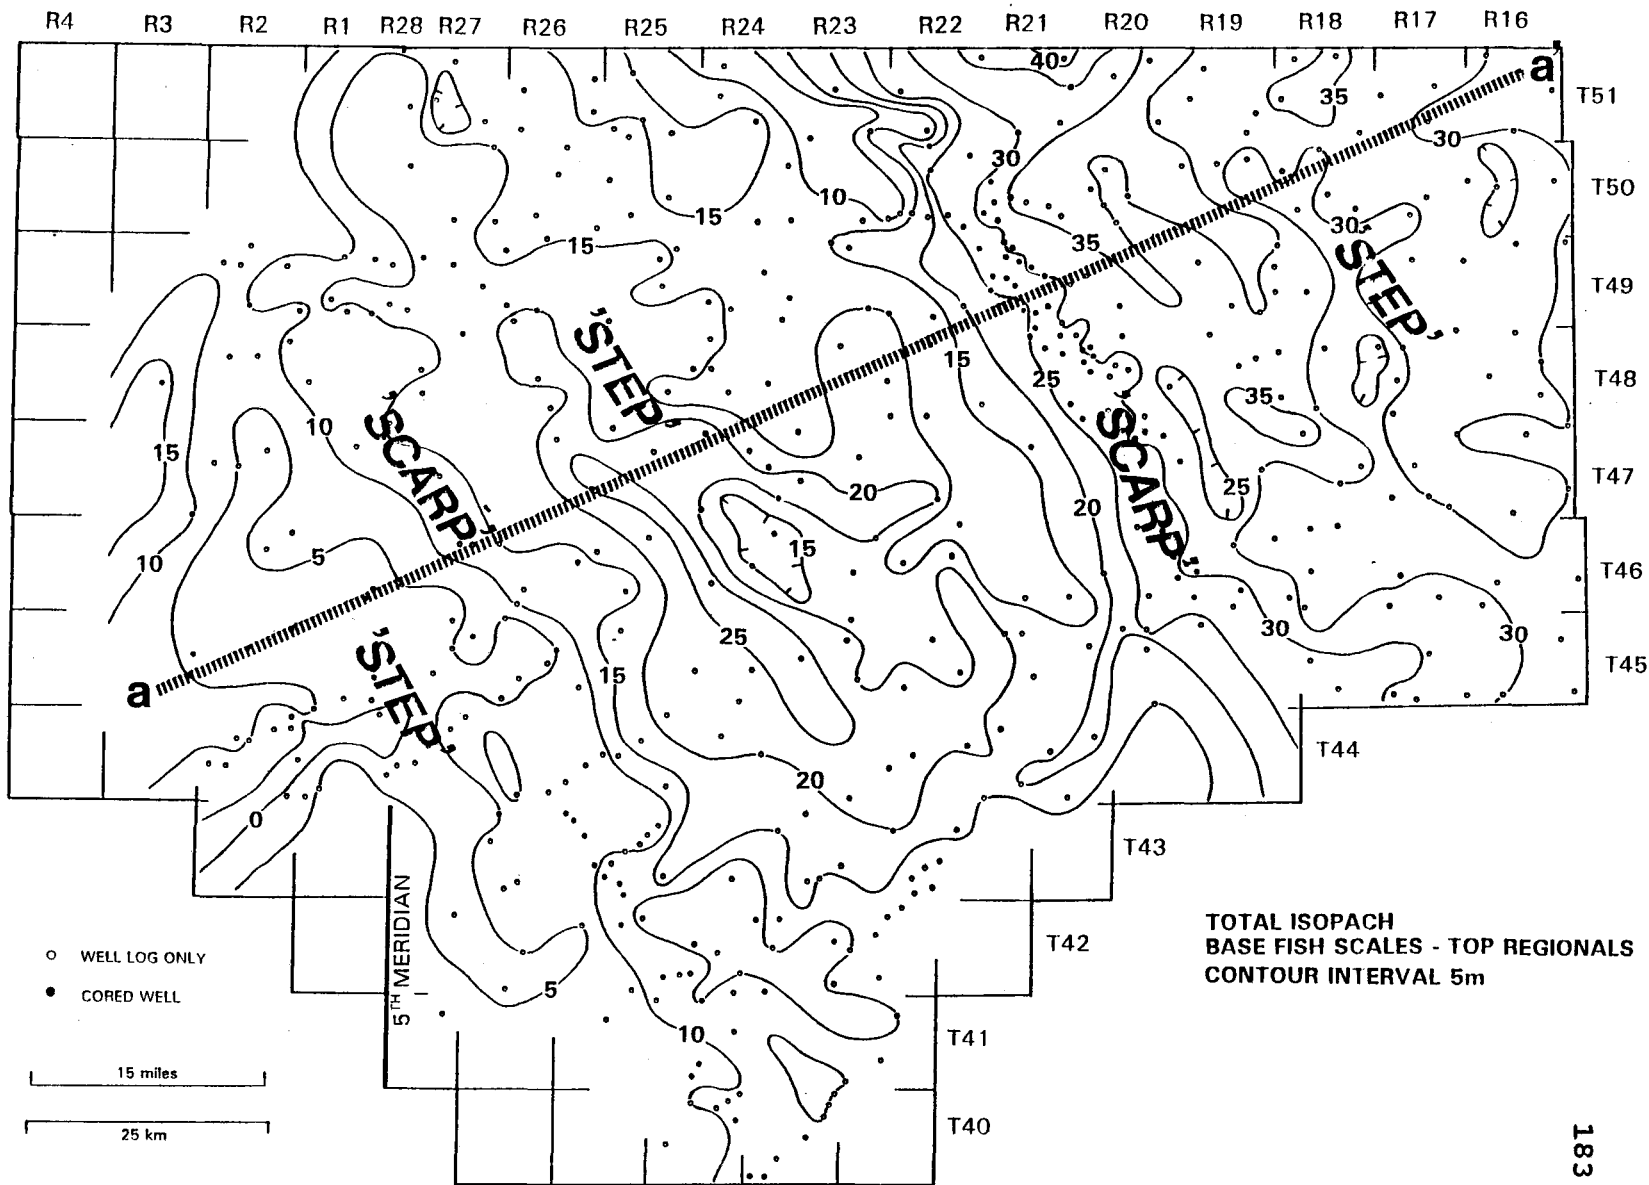 R4 R3 R2 R1 R28 R27 R26 R25 R24 R23 R22 R21 R20 R19 R18 R17 R16
40
a
T51
35
30
30
T50
10
15
15
35
30
'STEP'
T49
'STEP'
15
25
35
T48
'SCARP'
10
'SCARP'
15
20
25
T47
20
5
15
10
T46
25
30
30
'STEP'
15
T45
a
T44
20
0
T43
5TH MERIDIAN
TOTAL ISOPACH
BASE FISH SCALES - TOP REGIONALS
CONTOUR INTERVAL 5m
T42
WELL LOG ONLY
CORED WELL
5
10
T41
15 miles
T40
25 km
183